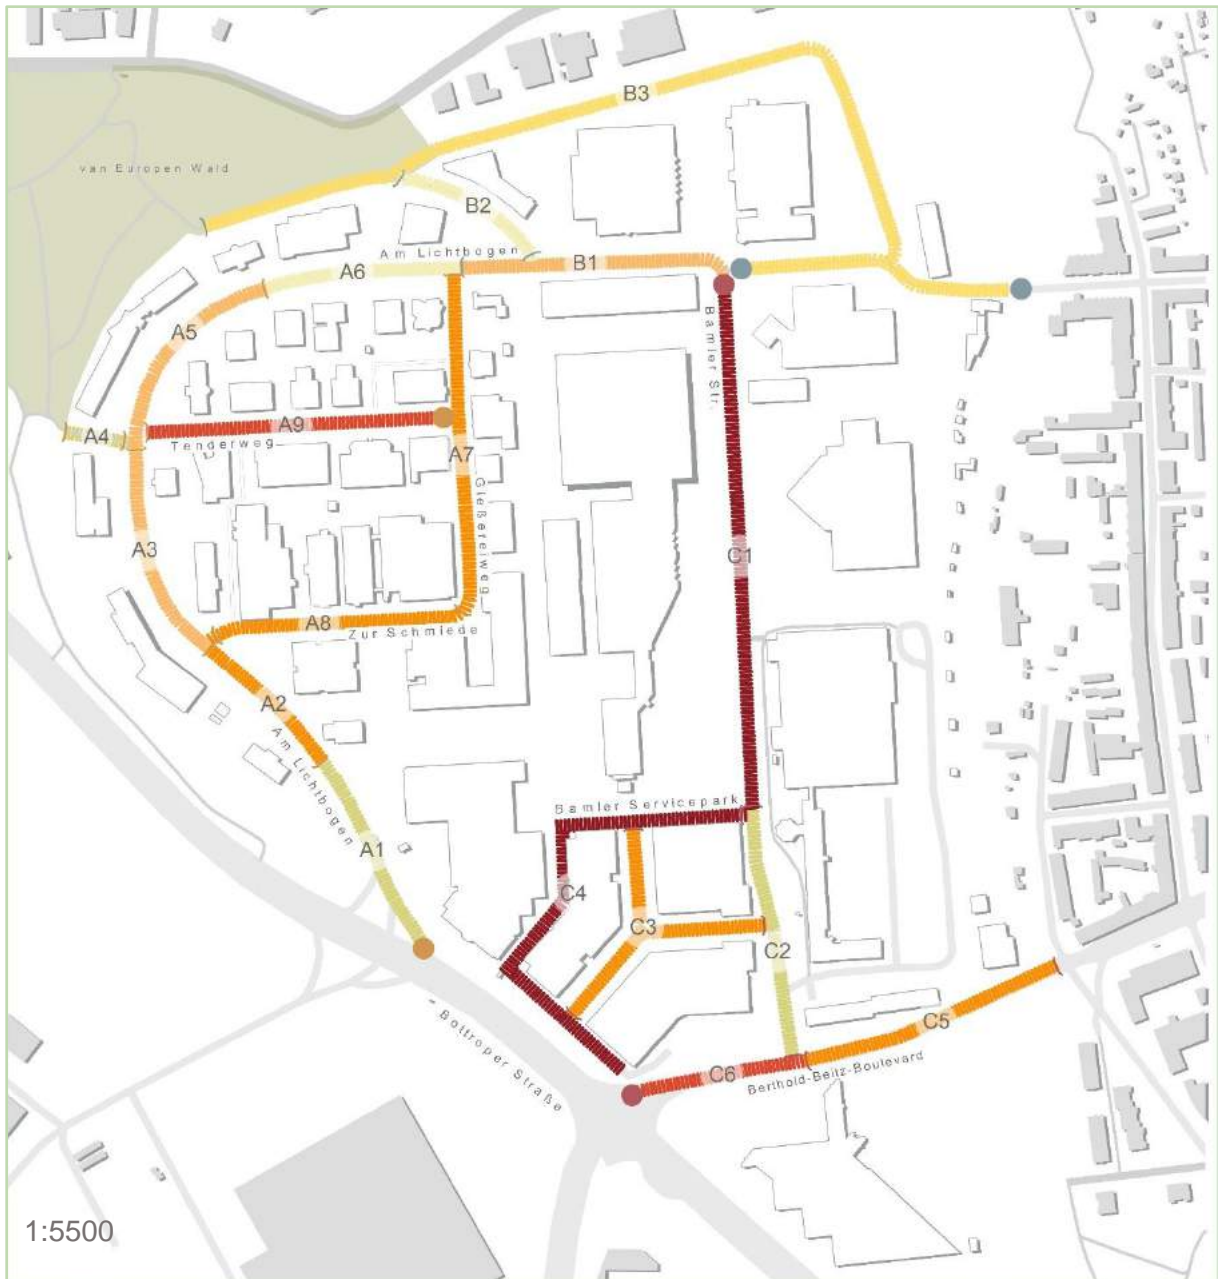 B3
van Europen Wald
B2
Am Lichtbogen
B1
A6
A5
Bamler Str.
A9
A4
Tenderweg
A7
Gießereiweg
A3
C1
A8
Zur Schmiede
A2
Am Lichtbogen
Bamler Servicepark
A1
C4
C3
C2
Bottroper Straße
C5
C6
Berthold-Beitz-Boulevard
1:5500